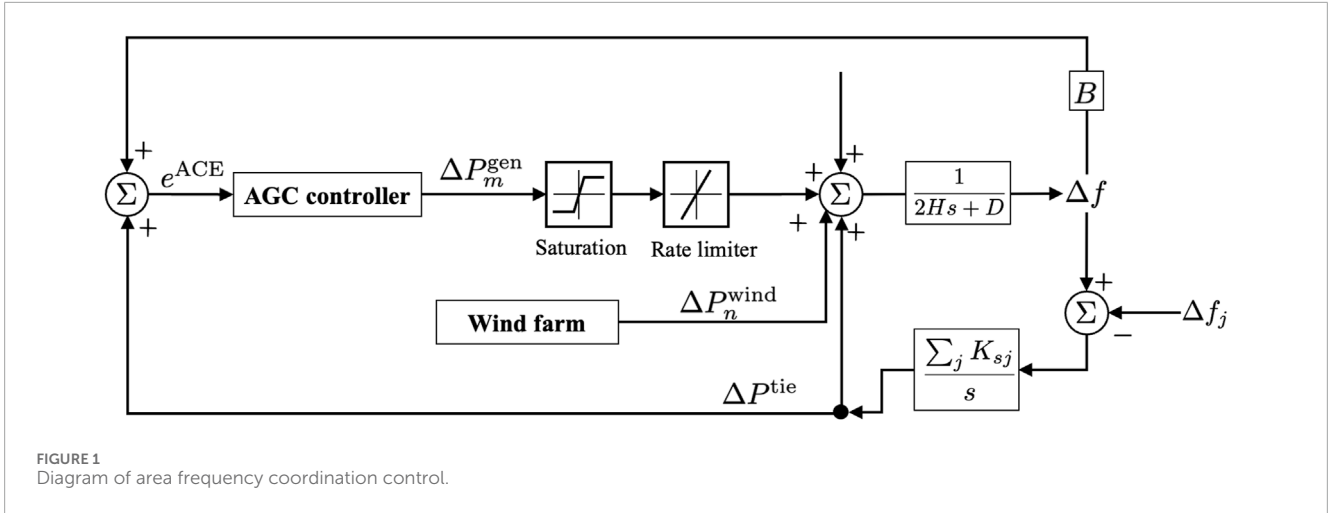 B
+
+
e^ACE
AGC controller
ΔP_m^gen
Saturation
Rate limiter
+
+
Σ
Σ
1
2Hs + D
Δf
+
+
+
Wind farm
ΔP_n^wind
+
Σ
Δf_j
−
∑_j K_sj
s
ΔP^tie
FIGURE 1
Diagram of area frequency coordination control.